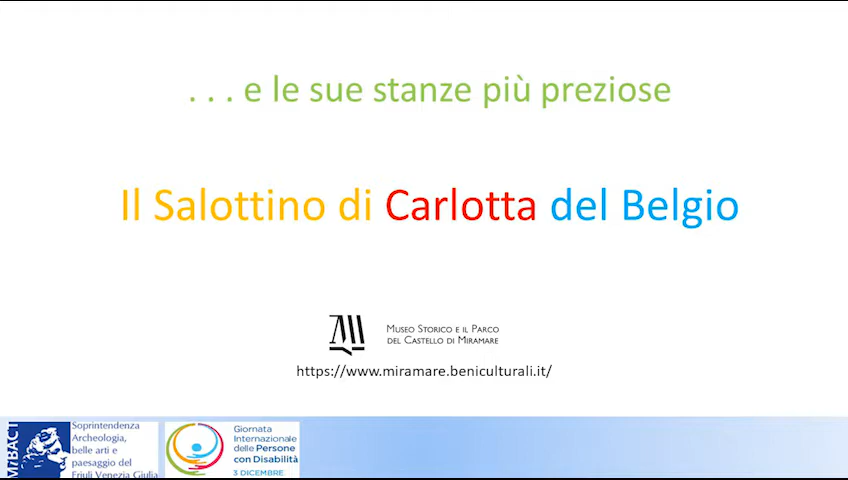 . . . e le sue stanze più preziose
Il Salottino di Carlotta del Belgio
MUSEO STORICO E IL PARCO
DEL CASTELLO DI MIRAMARE
https://www.miramare.beniculturali.it/
MiBACT
Soprintendenza
Archeologia,
belle arti e
paesaggio del
Friuli Venezia Giulia
Giornata
Internazionale
delle Persone
con Disabilità
3 DICEMBRE